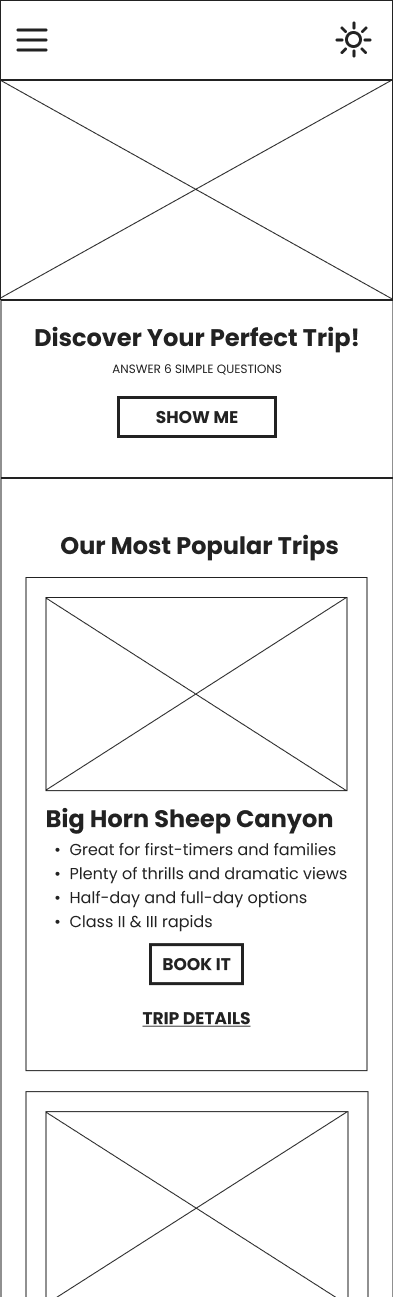 Discover Your Perfect Trip!
ANSWER 6 SIMPLE QUESTIONS
SHOW ME
Our Most Popular Trips
Big Horn Sheep Canyon
• Great for first-timers and families
• Plenty of thrills and dramatic views
• Half-day and full-day options
• Class II & III rapids
BOOK IT
TRIP DETAILS